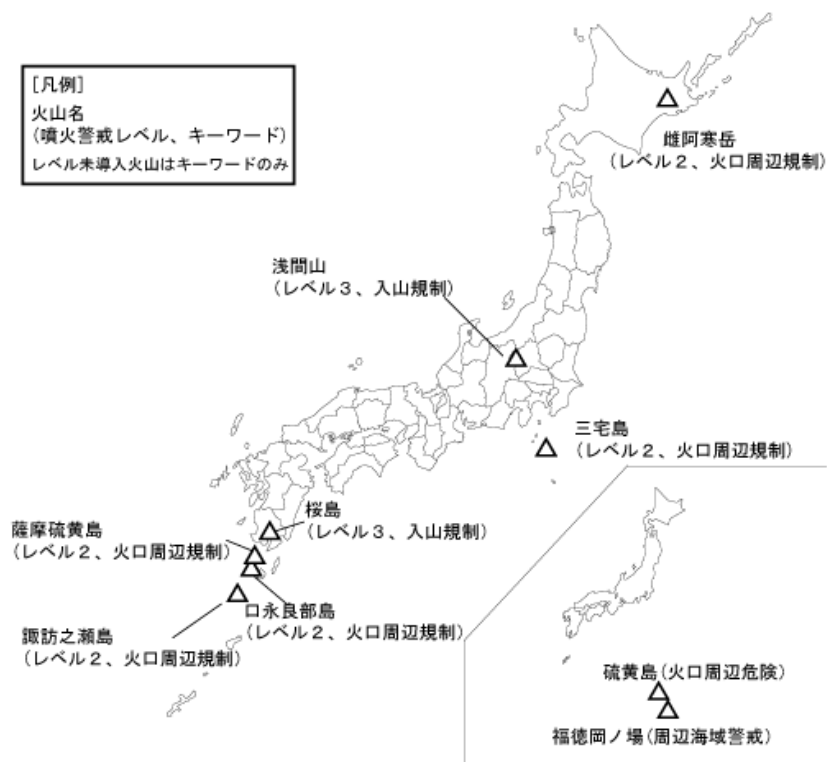 [凡例]
火山名
(噴火警戒レベル、キーワード)
レベル未導入火山はキーワードのみ
雌阿寒岳
(レベル２、火口周辺規制)
浅間山
(レベル３、入山規制)
三宅島
(レベル２、火口周辺規制)
桜島
(レベル３、入山規制)
薩摩硫黄島
(レベル２、火口周辺規制)
口永良部島
(レベル２、火口周辺規制)
諏訪之瀬島
(レベル２、火口周辺規制)
硫黄島(火口周辺危険)
福徳岡ノ場(周辺海域警戒)